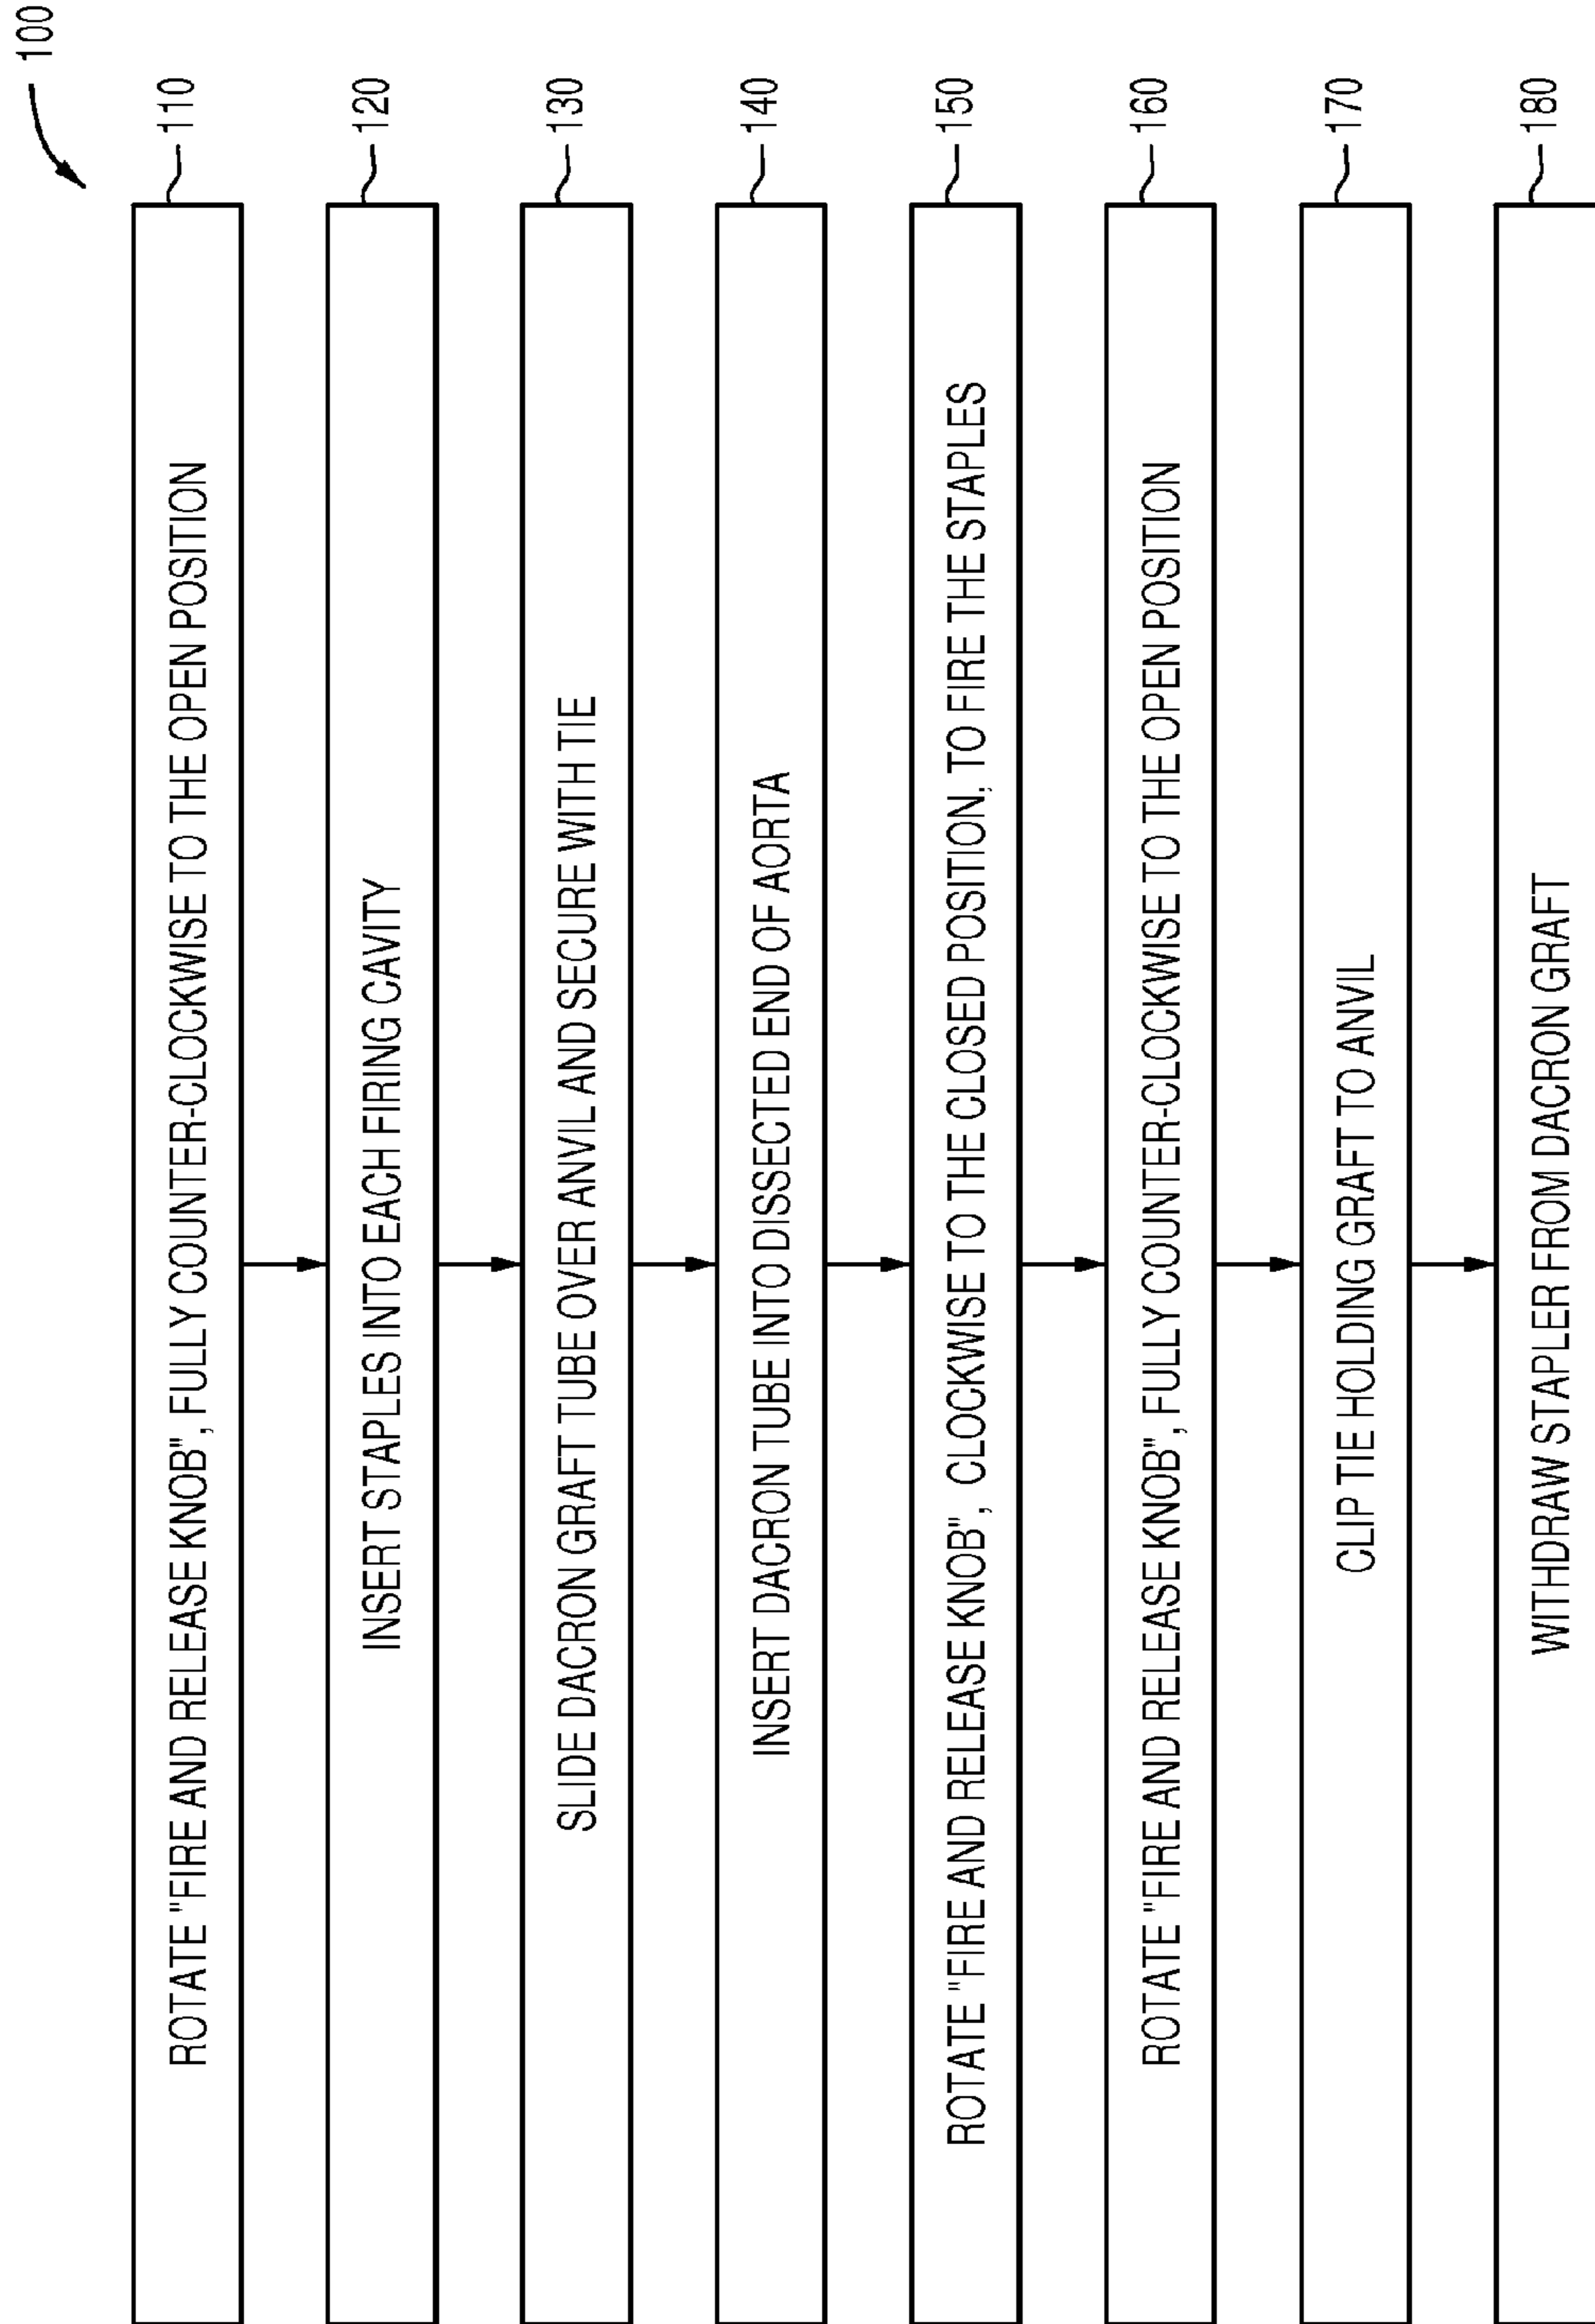 100
ROTATE "FIRE AND RELEASE KNOB", FULLY COUNTER-CLOCKWISE TO THE OPEN POSITION
110
INSERT STAPLES INTO EACH FIRING CAVITY
120
SLIDE DACRON GRAFT TUBE OVER ANVIL AND SECURE WITH TIE
130
INSERT DACRON TUBE INTO DISSECTED END OF AORTA
140
ROTATE "FIRE AND RELEASE KNOB", CLOCKWISE TO THE CLOSED POSITION, TO FIRE THE STAPLES
150
ROTATE "FIRE AND RELEASE KNOB", FULLY COUNTER-CLOCKWISE TO THE OPEN POSITION
160
CLIP TIE HOLDING GRAFT TO ANVIL
170
WITHDRAW STAPLER FROM DACRON GRAFT
180